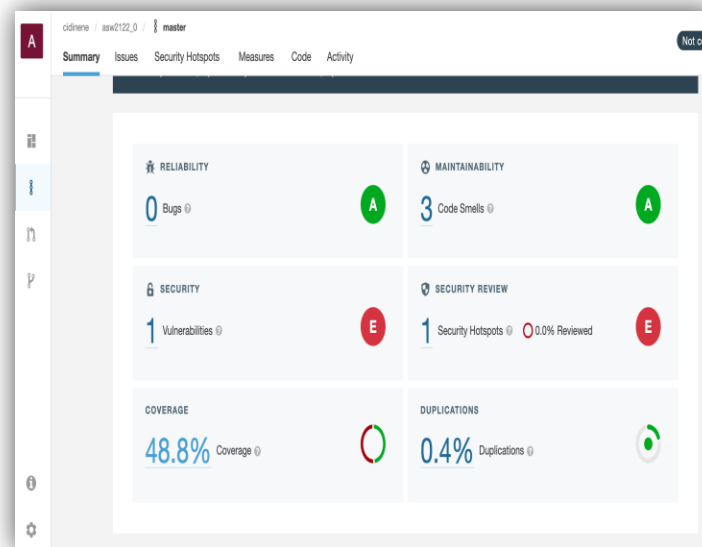 A
cidinene / asw2122_0 / master
Summary Issues Security Hotspots Measures Code Activity
Not
RELIABILITY
0 Bugs
A
MAINTAINABILITY
3 Code Smells
A
SECURITY
1 Vulnerabilities
E
SECURITY REVIEW
1 Security Hotspots 0.0% Reviewed
E
COVERAGE
48.8% Coverage
DUPLICATIONS
0.4% Duplications